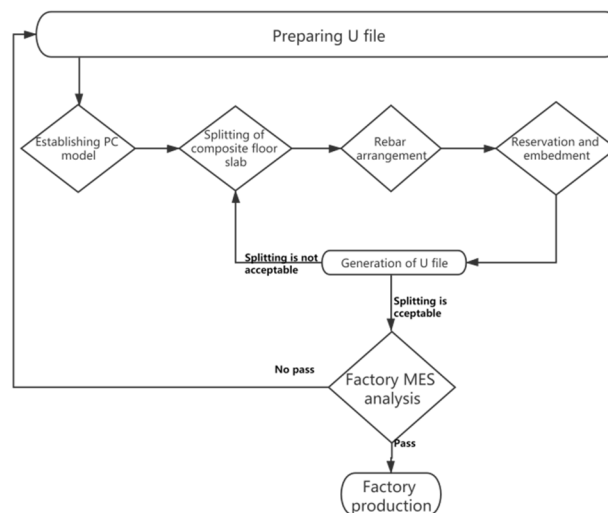 Preparing U file
Establishing PC
model
Splitting of
composite floor
slab
Rebar
arrangement
Reservation and
embedment
Splitting is not
acceptable
Generation of U file
Splitting is
cceptable
No pass
Factory MES
analysis
Pass
Factory
production